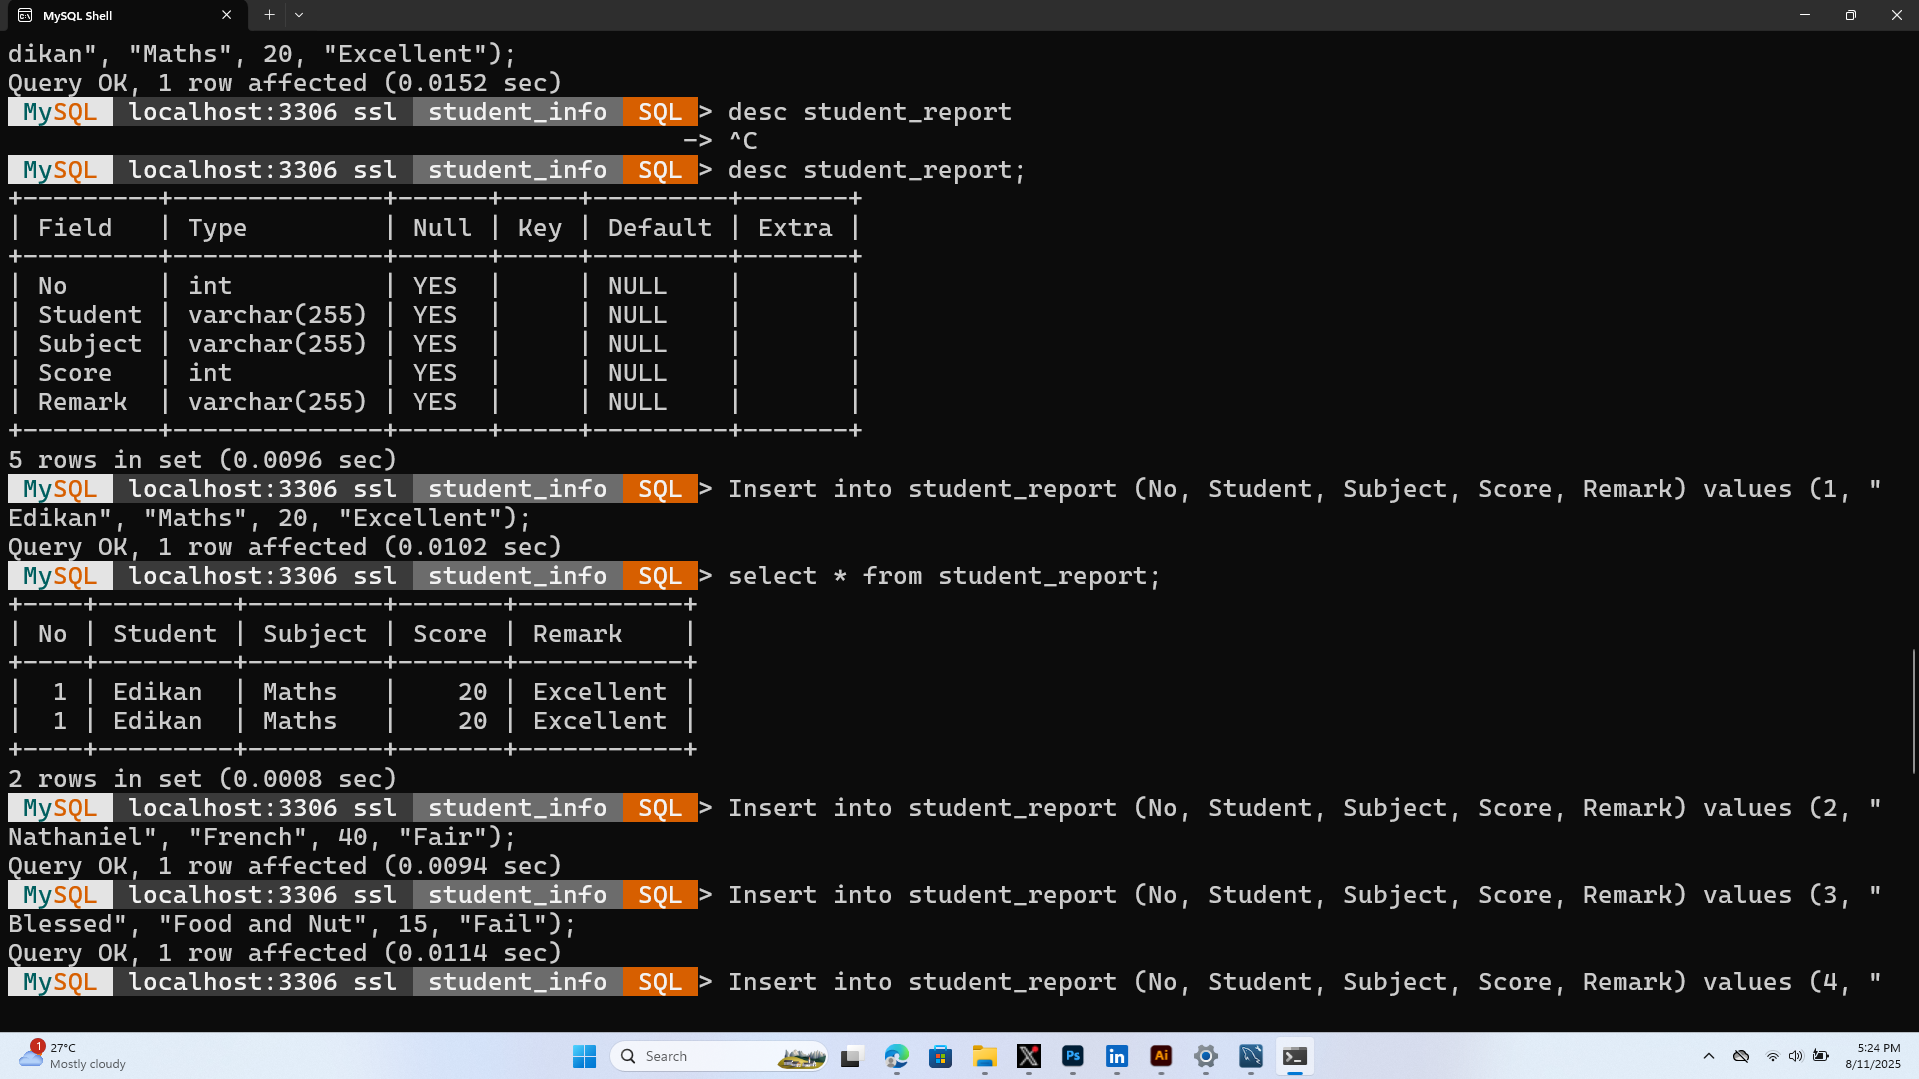 MySQL Shell
dikan", "Maths", 20, "Excellent");
Query OK, 1 row affected (0.0152 sec)
MySQL localhost:3306 ssl student_info SQL > desc student_report
-> ^C
MySQL localhost:3306 ssl student_info SQL > desc student_report;
+---------+--------------+------+-----+---------+-------+
| Field   | Type         | Null | Key | Default | Extra |
+---------+--------------+------+-----+---------+-------+
| No      | int          | YES  |     | NULL    |       |
| Student | varchar(255) | YES  |     | NULL    |       |
| Subject | varchar(255) | YES  |     | NULL    |       |
| Score   | int          | YES  |     | NULL    |       |
| Remark  | varchar(255) | YES  |     | NULL    |       |
+---------+--------------+------+-----+---------+-------+
5 rows in set (0.0096 sec)
MySQL localhost:3306 ssl student_info SQL > Insert into student_report (No, Student, Subject, Score, Remark) values (1, "
Edikan", "Maths", 20, "Excellent");
Query OK, 1 row affected (0.0102 sec)
MySQL localhost:3306 ssl student_info SQL > select * from student_report;
+----+---------+---------+-------+-----------+
| No | Student | Subject | Score | Remark    |
+----+---------+---------+-------+-----------+
|  1 | Edikan  | Maths   |    20 | Excellent |
|  1 | Edikan  | Maths   |    20 | Excellent |
+----+---------+---------+-------+-----------+
2 rows in set (0.0008 sec)
MySQL localhost:3306 ssl student_info SQL > Insert into student_report (No, Student, Subject, Score, Remark) values (2, "
Nathaniel", "French", 40, "Fair");
Query OK, 1 row affected (0.0094 sec)
MySQL localhost:3306 ssl student_info SQL > Insert into student_report (No, Student, Subject, Score, Remark) values (3, "
Blessed", "Food and Nut", 15, "Fail");
Query OK, 1 row affected (0.0114 sec)
MySQL localhost:3306 ssl student_info SQL > Insert into student_report (No, Student, Subject, Score, Remark) values (4, "
1
27°C
Mostly cloudy
Search
X
Ps
in
Ai
5:24 PM
8/11/2025